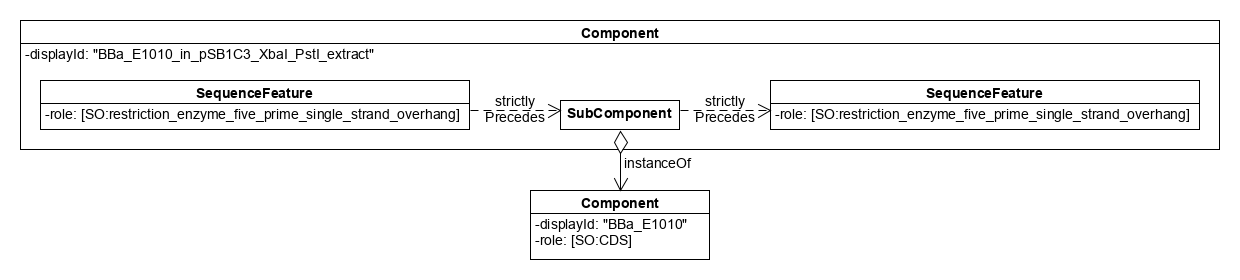 Component
-displayId: "BBa_E1010_in_pSB1C3_XbaI_PstI_extract"
SequenceFeature
-role: [SO:restriction_enzyme_five_prime_single_strand_overhang]
strictly
Precedes
SubComponent
strictly
Precedes
SequenceFeature
-role: [SO:restriction_enzyme_five_prime_single_strand_overhang]
instanceOf
Component
-displayId: "BBa_E1010"
-role: [SO:CDS]